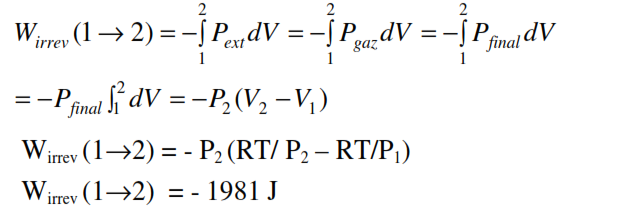 W_irrev (1 → 2) = −∫₁² P_ext dV = −∫₁² P_gaz dV = −∫₁² P_final dV
= −P_final ∫₁² dV = −P₂ (V₂ − V₁)
W_irrev (1→2) = - P₂ (RT/ P₂ – RT/P₁)
W_irrev (1→2) = - 1981 J